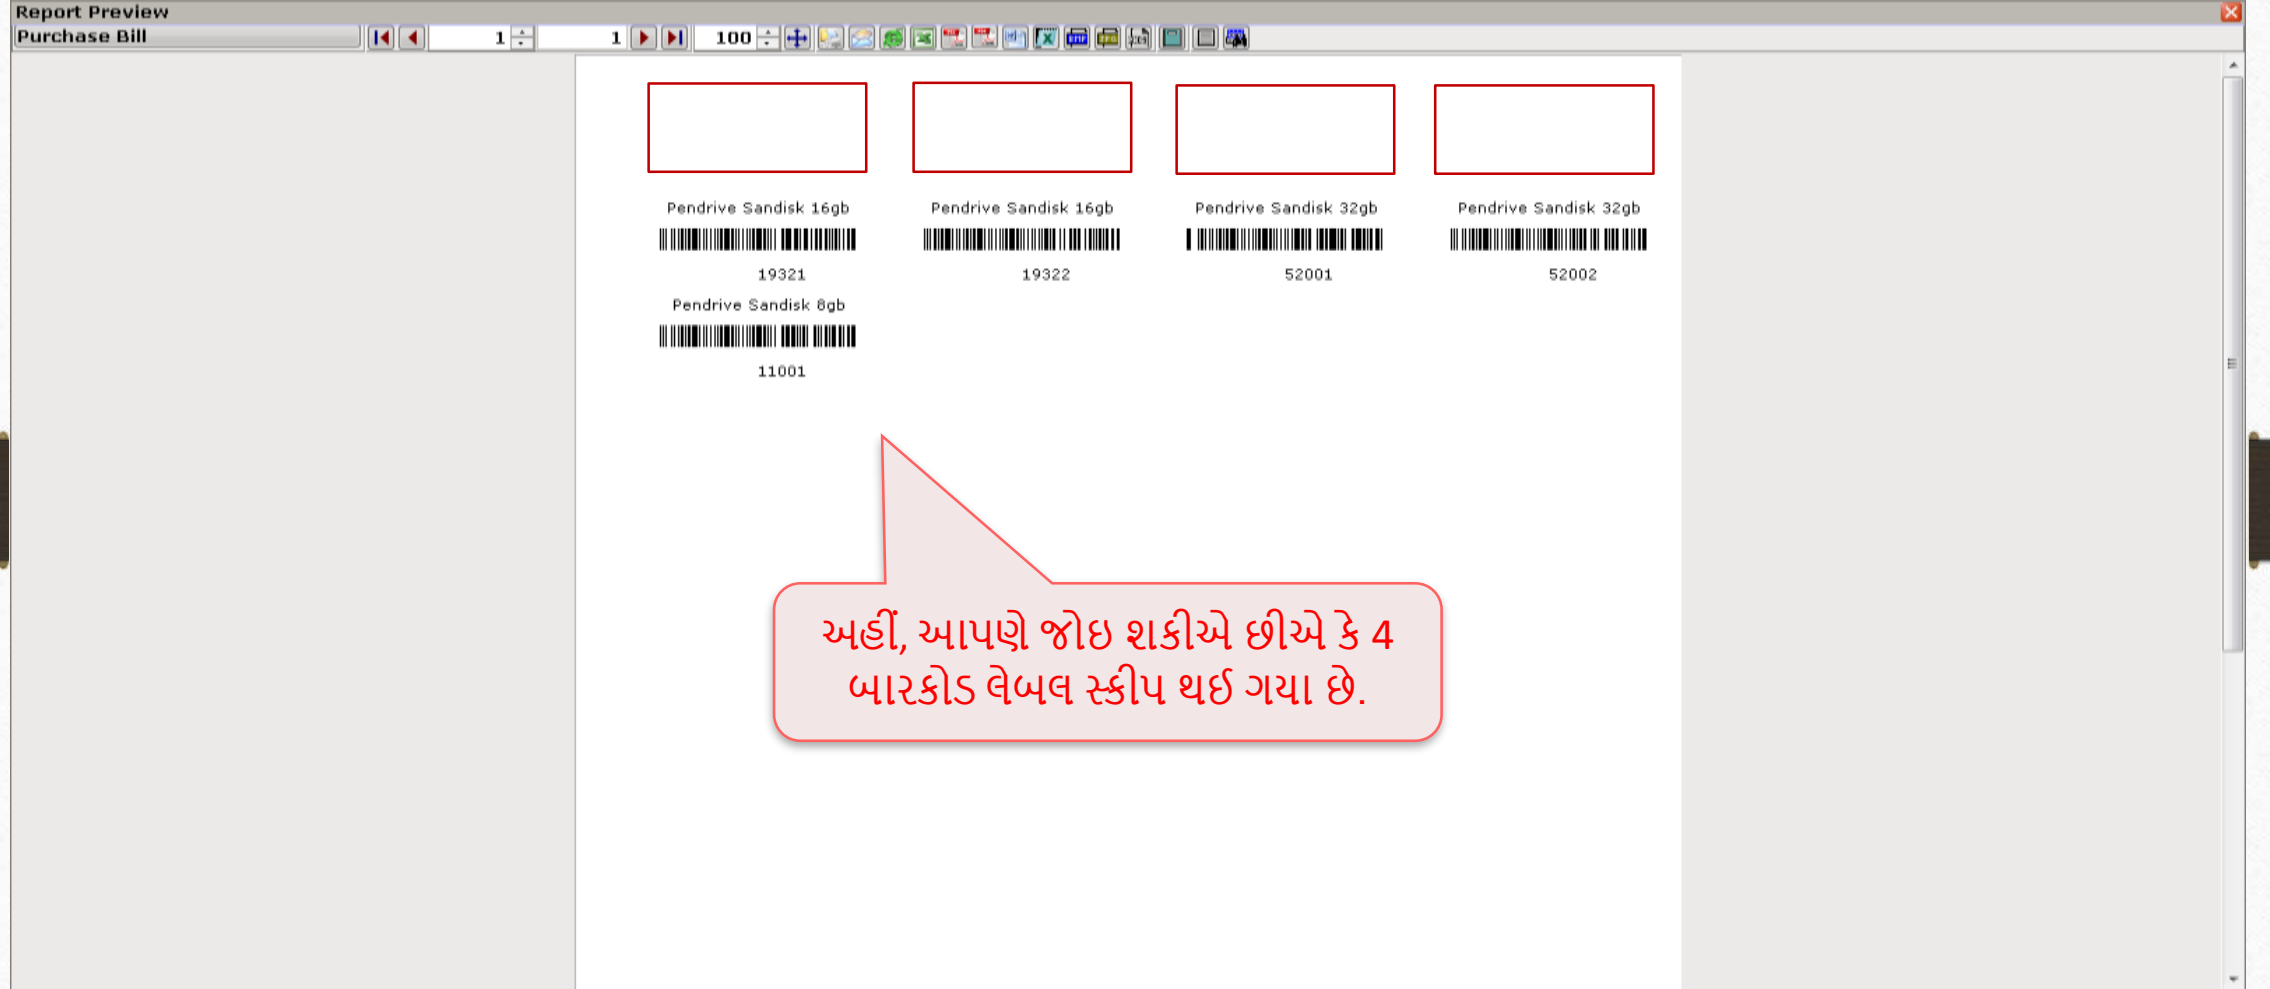 Report Preview
Purchase Bill 1 1 100
Pendrive Sandisk 16gb Pendrive Sandisk 16gb Pendrive Sandisk 32gb Pendrive Sandisk 32gb
19321 19322 52001 52002
Pendrive Sandisk 8gb
11001
અહીં, આપણે જોઇ શકીએ છીએ કે 4
બારકોડ લેબલ સ્કીપ થઈ ગયા છે.